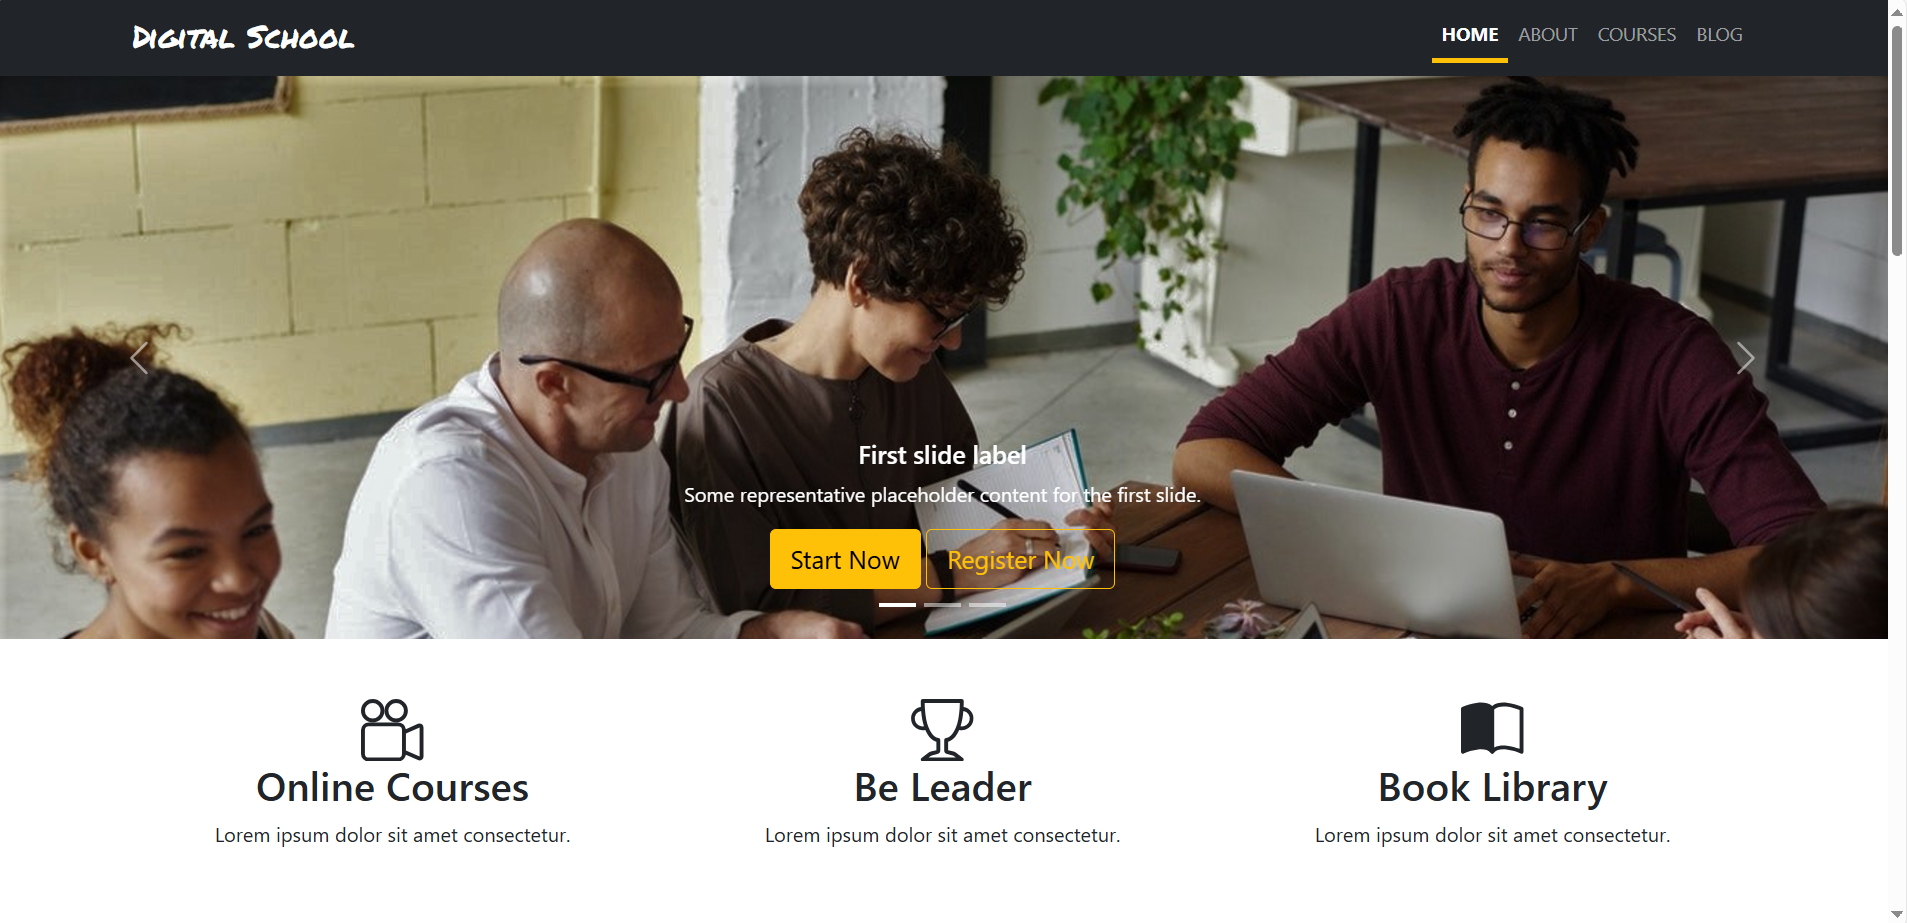 Digital School
HOME ABOUT COURSES BLOG
First slide label
Some representative placeholder content for the first slide.
Start Now Register Now
Online Courses Be Leader Book Library
Lorem ipsum dolor sit amet consectetur. Lorem ipsum dolor sit amet consectetur. Lorem ipsum dolor sit amet consectetur.